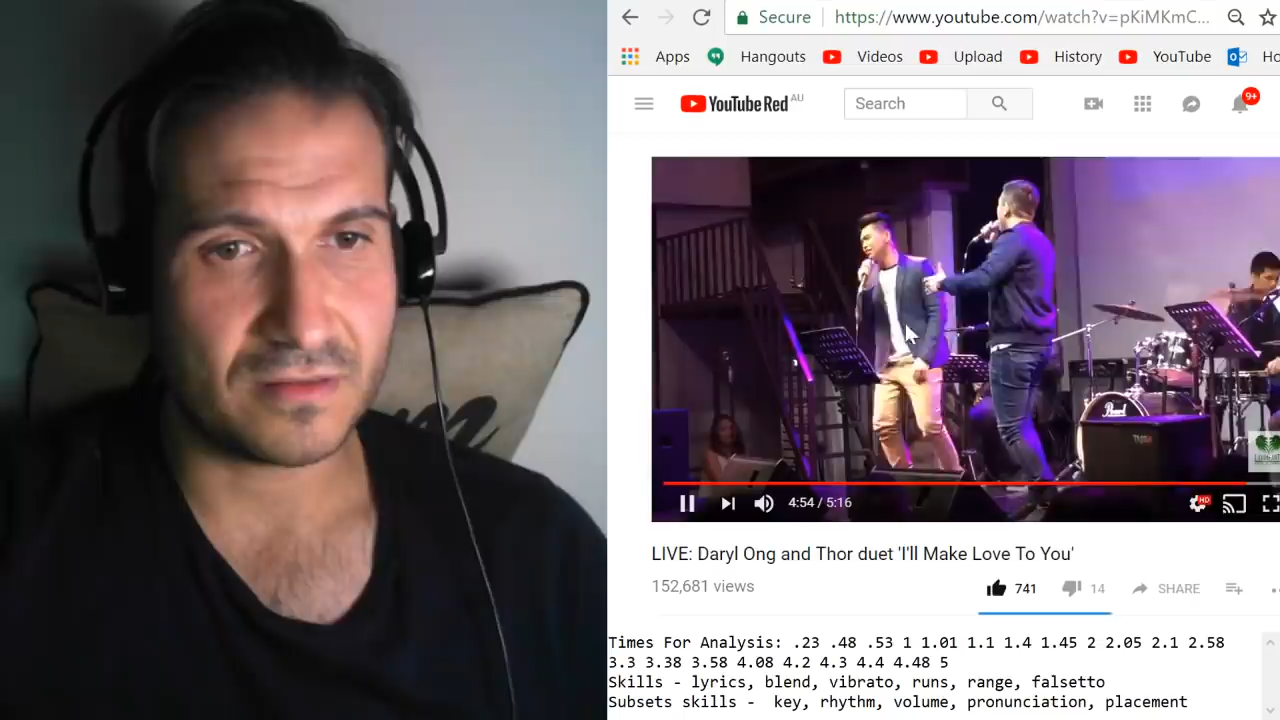 Secure https://www.youtube.com/watch?v=pKiMKmC...
Apps Hangouts Videos Upload History YouTube Ho
YouTube Red AU Search 9+
Pearl
4:54 / 5:16 HD
LIVE: Daryl Ong and Thor duet 'I'll Make Love To You'
152,681 views 741 14 SHARE
Times For Analysis: .23 .48 .53 1 1.01 1.1 1.4 1.45 2 2.05 2.1 2.58
3.3 3.38 3.58 4.08 4.2 4.3 4.4 4.48 5
Skills - lyrics, blend, vibrato, runs, range, falsetto
Subsets skills - key, rhythm, volume, pronunciation, placement